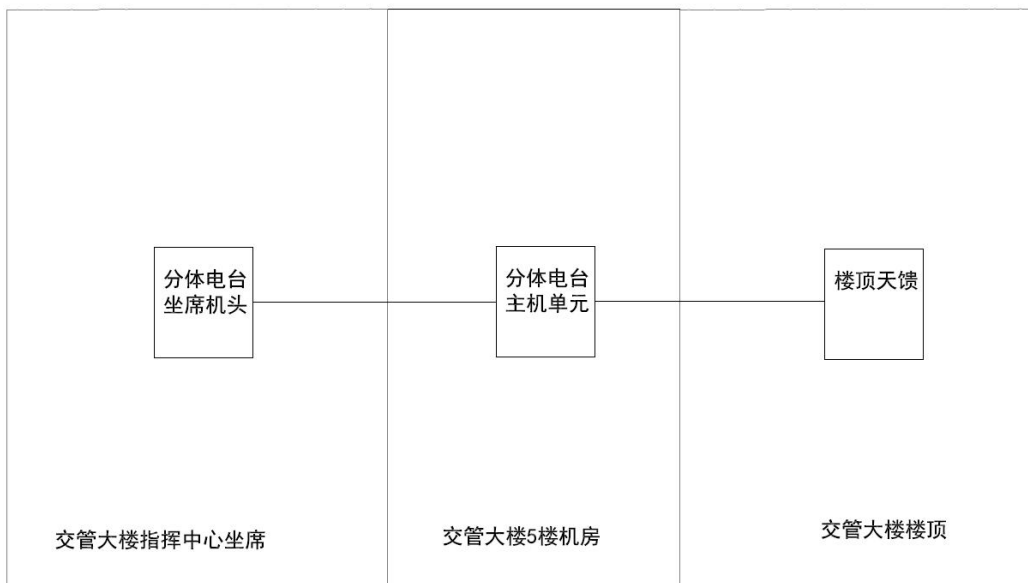 分体电台
坐席机头
分体电台
主机单元
楼顶天馈
交管大楼指挥中心坐席
交管大楼5楼机房
交管大楼楼顶